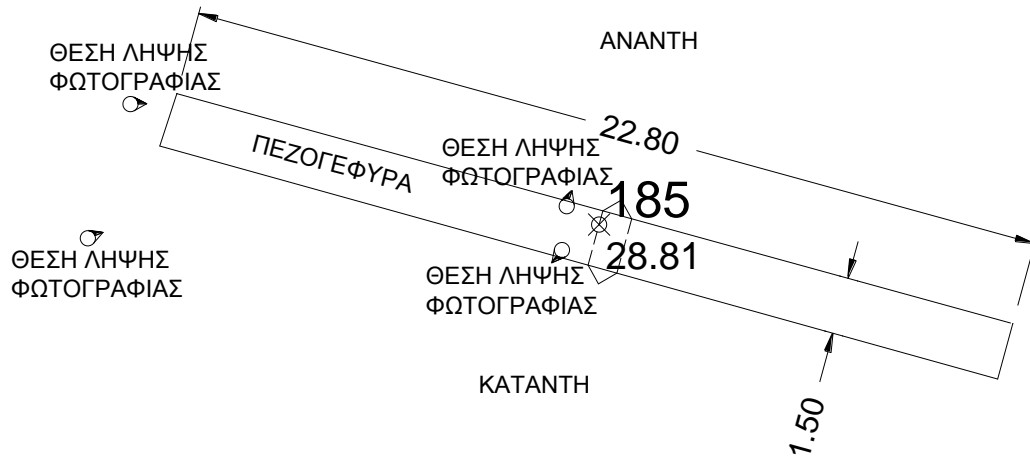 ΑΝΑΝΤΗ
ΘΕΣΗ ΛΗΨΗΣ
ΦΩΤΟΓΡΑΦΙΑΣ
22.80
ΠΕΖΟΓΕΦΥΡΑ
ΘΕΣΗ ΛΗΨΗΣ
ΦΩΤΟΓΡΑΦΙΑΣ
185
28.81
ΘΕΣΗ ΛΗΨΗΣ
ΦΩΤΟΓΡΑΦΙΑΣ
ΘΕΣΗ ΛΗΨΗΣ
ΦΩΤΟΓΡΑΦΙΑΣ
ΚΑΤΑΝΤΗ
1.50